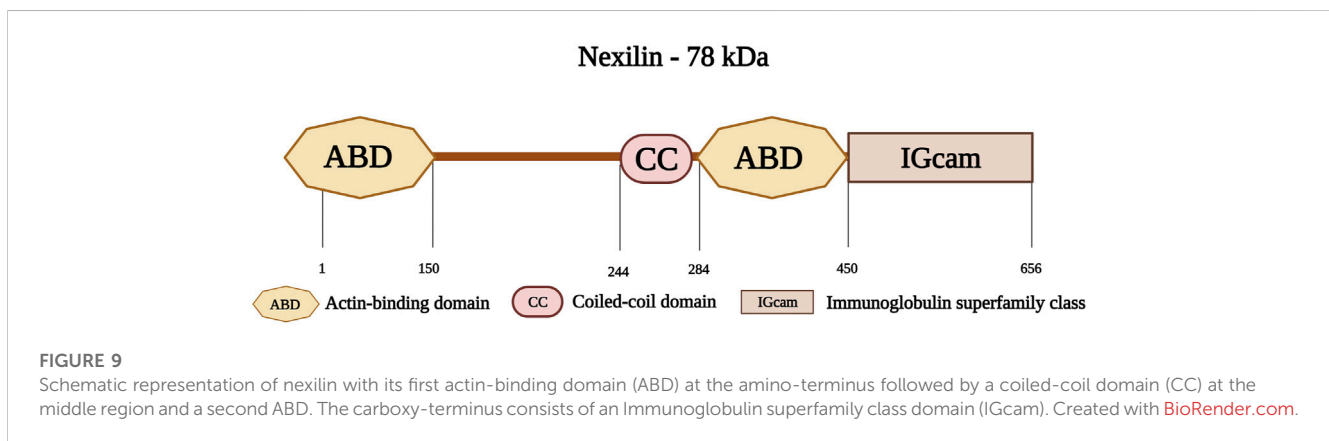 Nexilin - 78 kDa
ABD CC ABD IGcam
1 150 244 284 450 656
ABD Actin-binding domain CC Coiled-coil domain IGcam Immunoglobulin superfamily class
FIGURE 9
Schematic representation of nexilin with its first actin-binding domain (ABD) at the amino-terminus followed by a coiled-coil domain (CC) at the
middle region and a second ABD. The carboxy-terminus consists of an Immunoglobulin superfamily class domain (IGcam). Created with BioRender.com.